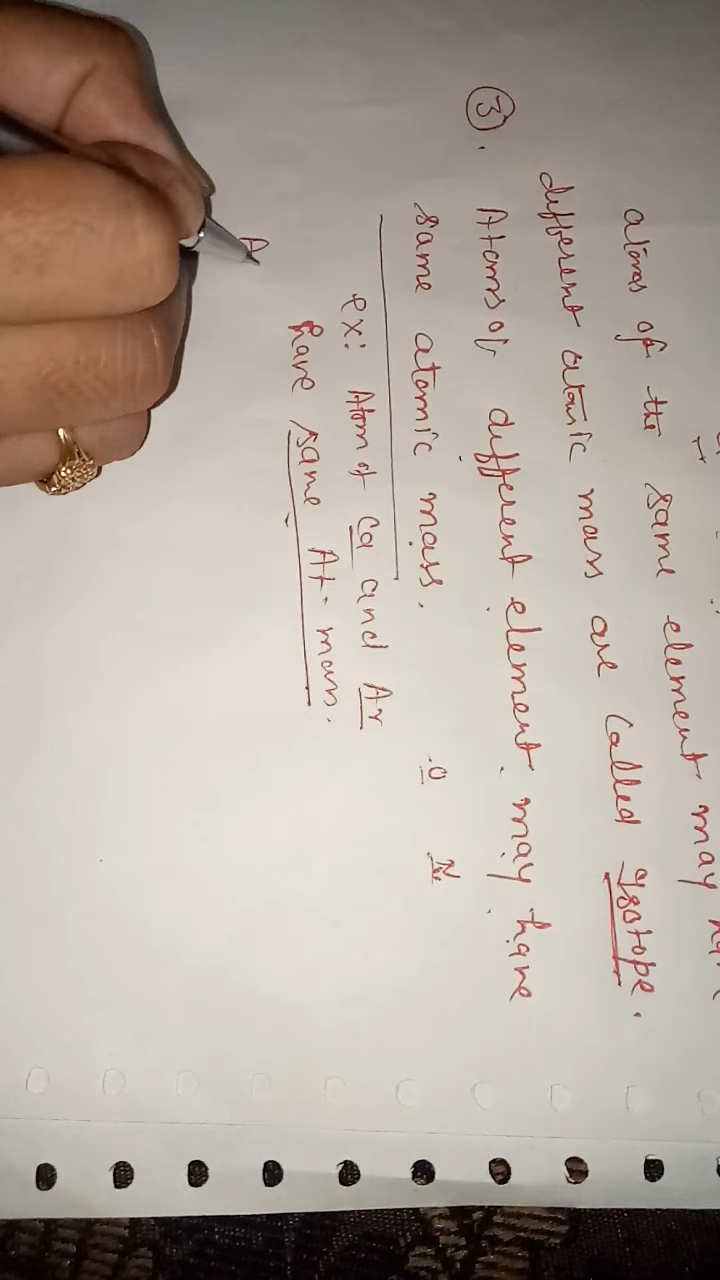 atoms of the same element may
different atomic mass are called Isotope.
③. Atoms of different element may have
same atomic mass.
O N
ex: Atom of Ca and Ar
have same At. mass.
A